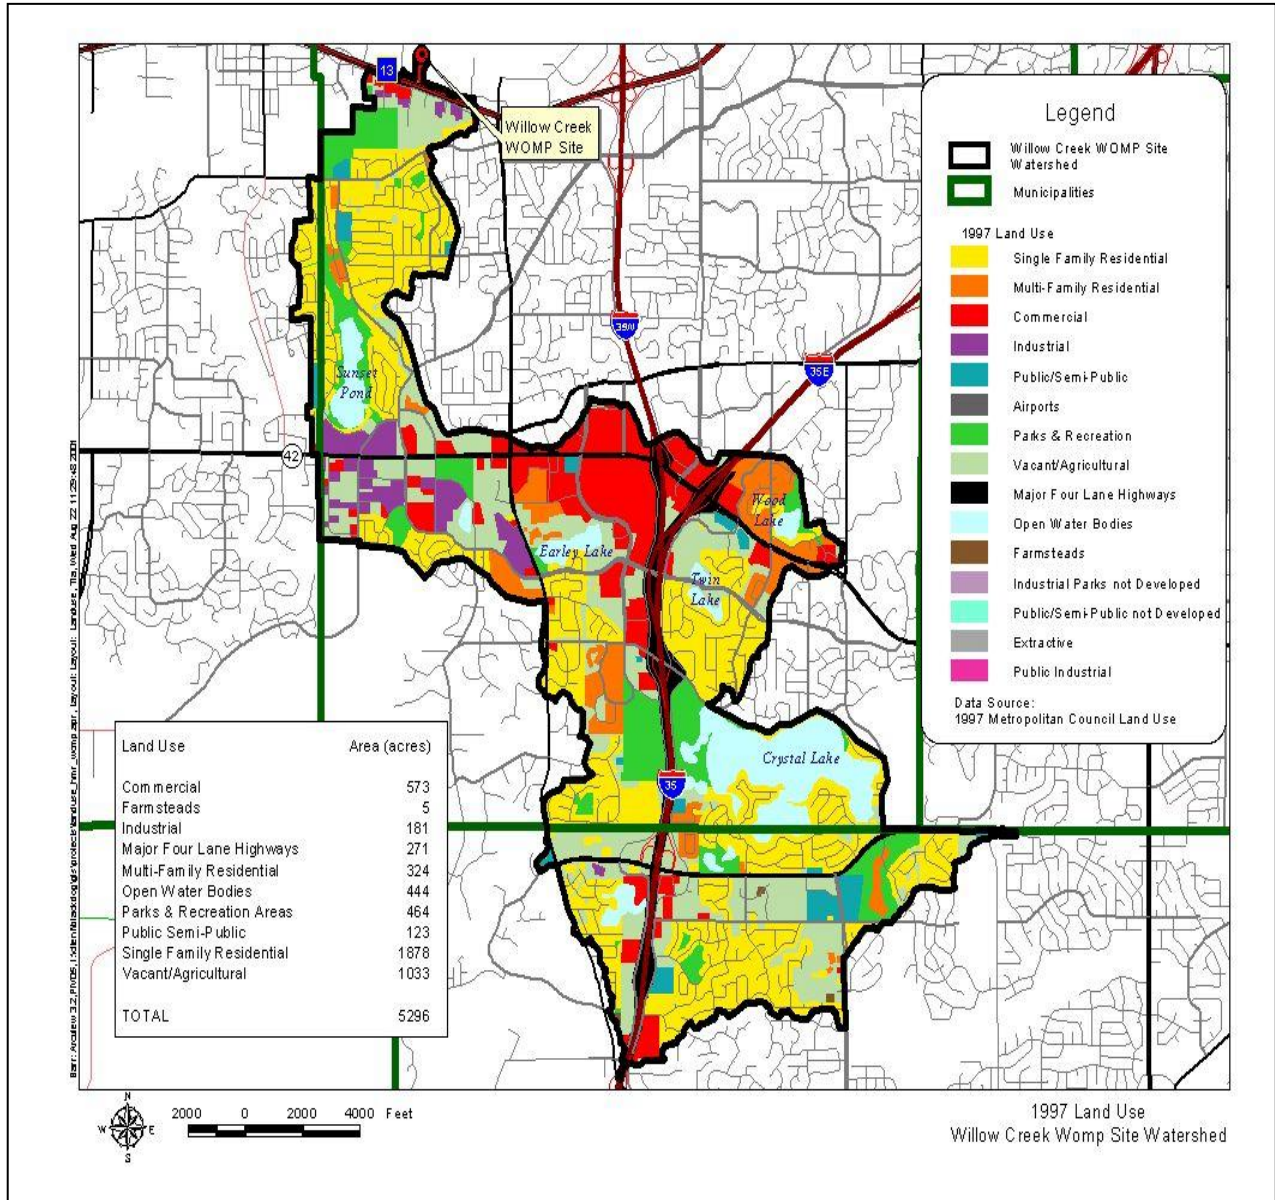 13
Willow Creek
WOMP Site
Legend
Willow Creek WOMP Site
Watershed
Municipalities
1997 Land Use
Single Family Residential
Multi-Family Residential
Commercial
Industrial
Public/Semi-Public
Airports
Parks & Recreation
Vacant/Agricultural
Major Four Lane Highways
Open Water Bodies
Farmsteads
Industrial Parks not Developed
Public/Semi-Public not Developed
Extractive
Public Industrial
Data Source:
1997 Metropolitan Council Land Use
35W
35E
Sunset
Pond
42
Wood
Lake
Earley Lake
Twin
Lake
Crystal Lake
35
Land Use Area (acres)
Commercial 573
Farmsteads 5
Industrial 181
Major Four Lane Highways 271
Multi-Family Residential 324
Open Water Bodies 444
Parks & Recreation Areas 464
Public Semi-Public 123
Single Family Residential 1878
Vacant/Agricultural 1033
TOTAL 5296
N
W E
S
2000 0 2000 4000 Feet
1997 Land Use
Willow Creek Womp Site Watershed